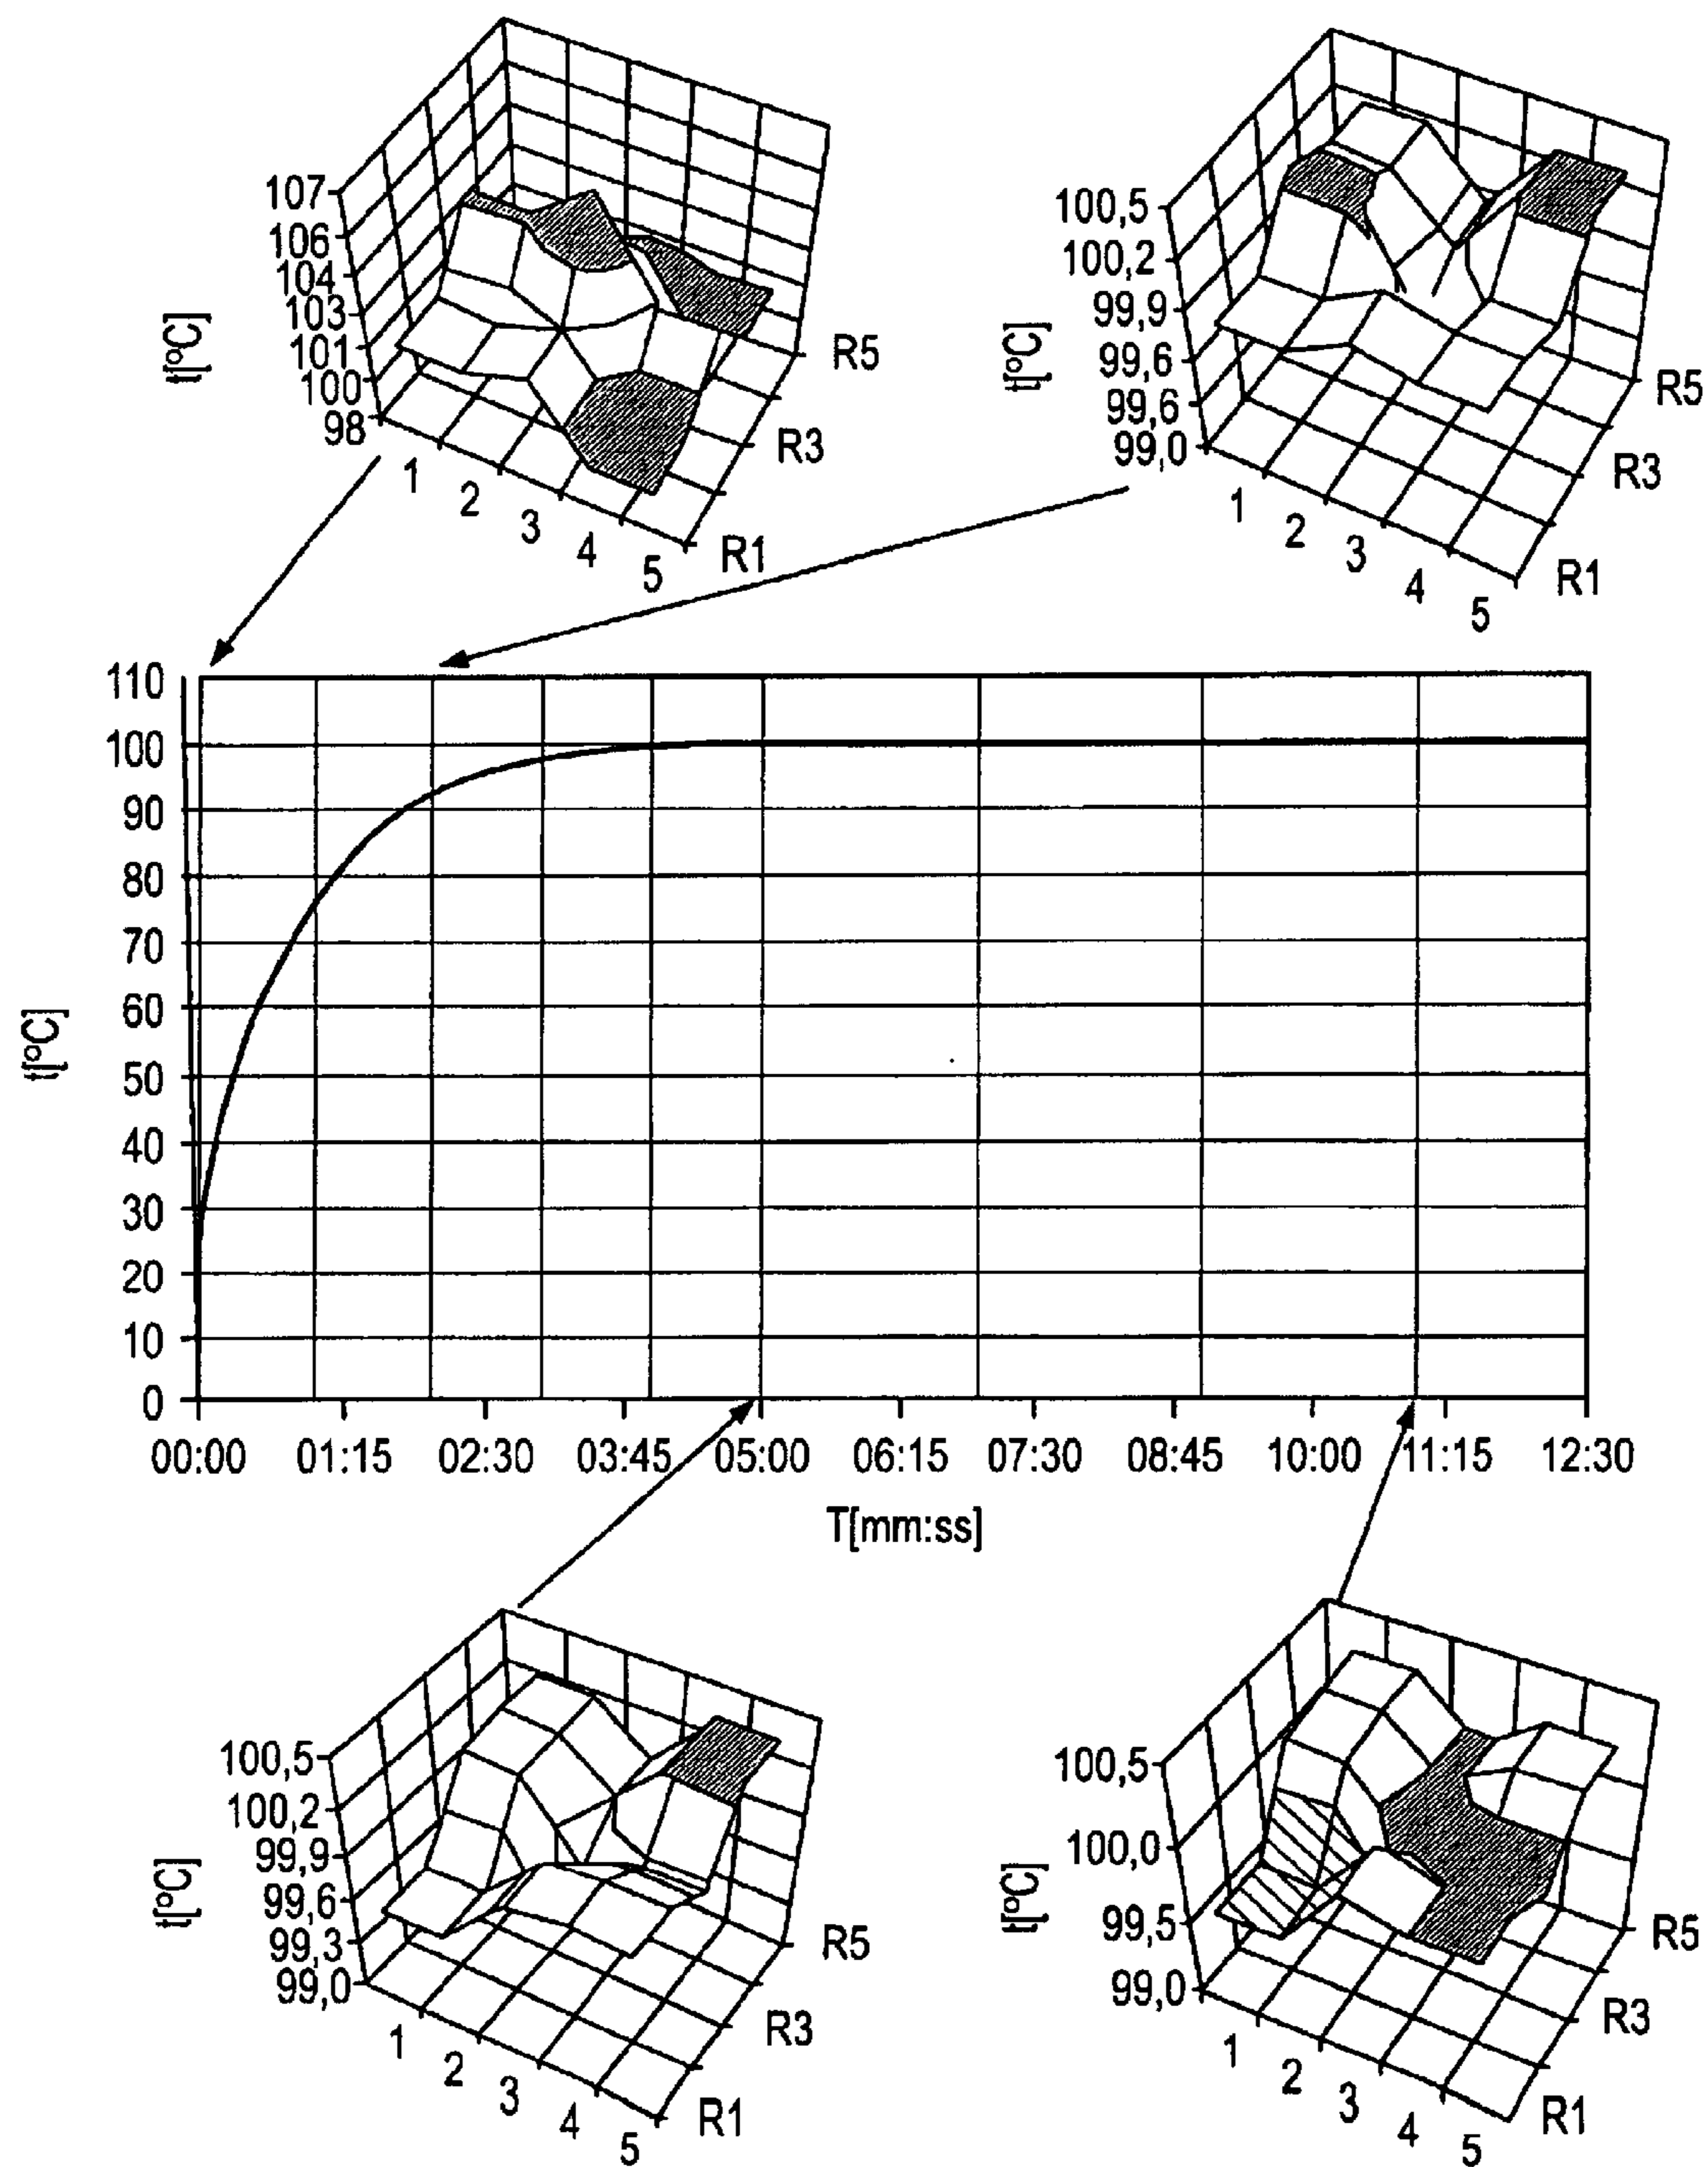 107
106
104
103
101
100
98
t[°C]
1
2
3
4
5
R1
R3
R5
100,5
100,2
99,9
99,6
99,6
99,0
t[°C]
1
2
3
4
5
R1
R3
R5
110
100
90
80
70
60
50
40
30
20
10
0
t[°C]
00:00 01:15 02:30 03:45 05:00 06:15 07:30 08:45 10:00 11:15 12:30
T[mm:ss]
100,5
100,2
99,9
99,6
99,3
99,0
t[°C]
1
2
3
4
5
R1
R3
R5
100,5
100,0
99,5
99,0
t[°C]
1
2
3
4
5
R1
R3
R5